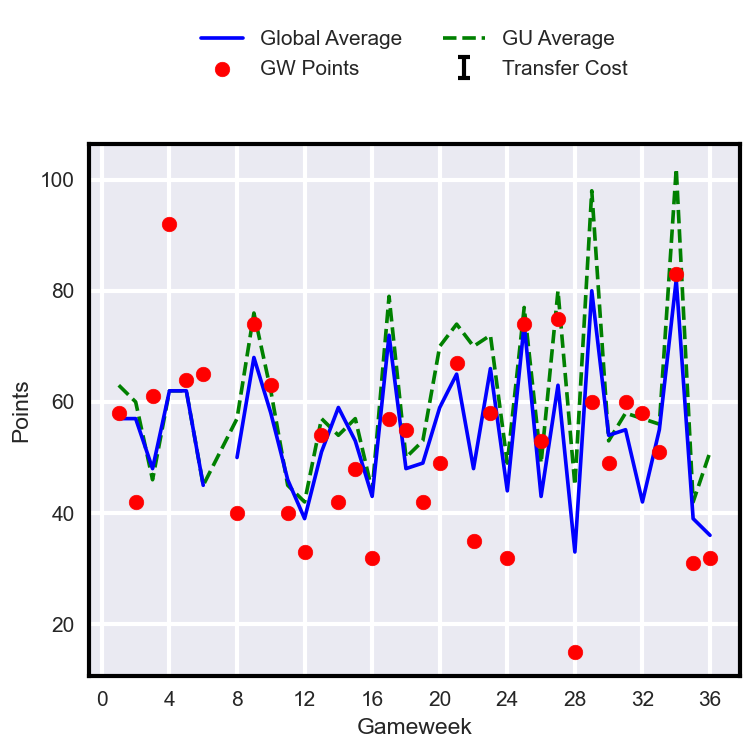 Global Average
GU Average
GW Points
Transfer Cost
100
80
60
40
20
Points
0 4 8 12 16 20 24 28 32 36
Gameweek